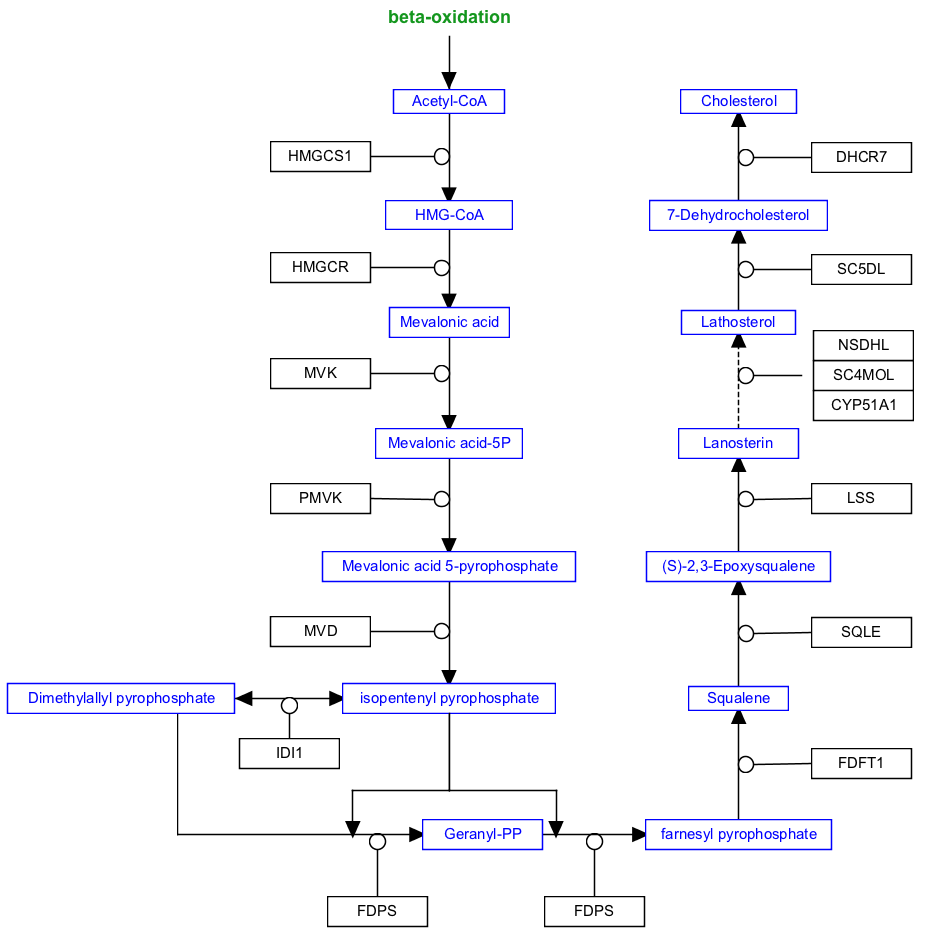 beta-oxidation
Acetyl-CoA
HMGCS1
HMG-CoA
HMGCR
Mevalonic acid
MVK
Mevalonic acid-5P
PMVK
Mevalonic acid 5-pyrophosphate
MVD
Dimethylallyl pyrophosphate
isopentenyl pyrophosphate
IDI1
Geranyl-PP
farnesyl pyrophosphate
FDPS
FDPS
Cholesterol
DHCR7
7-Dehydrocholesterol
SC5DL
Lathosterol
NSDHL
SC4MOL
CYP51A1
Lanosterin
LSS
(S)-2,3-Epoxysqualene
SQLE
Squalene
FDFT1